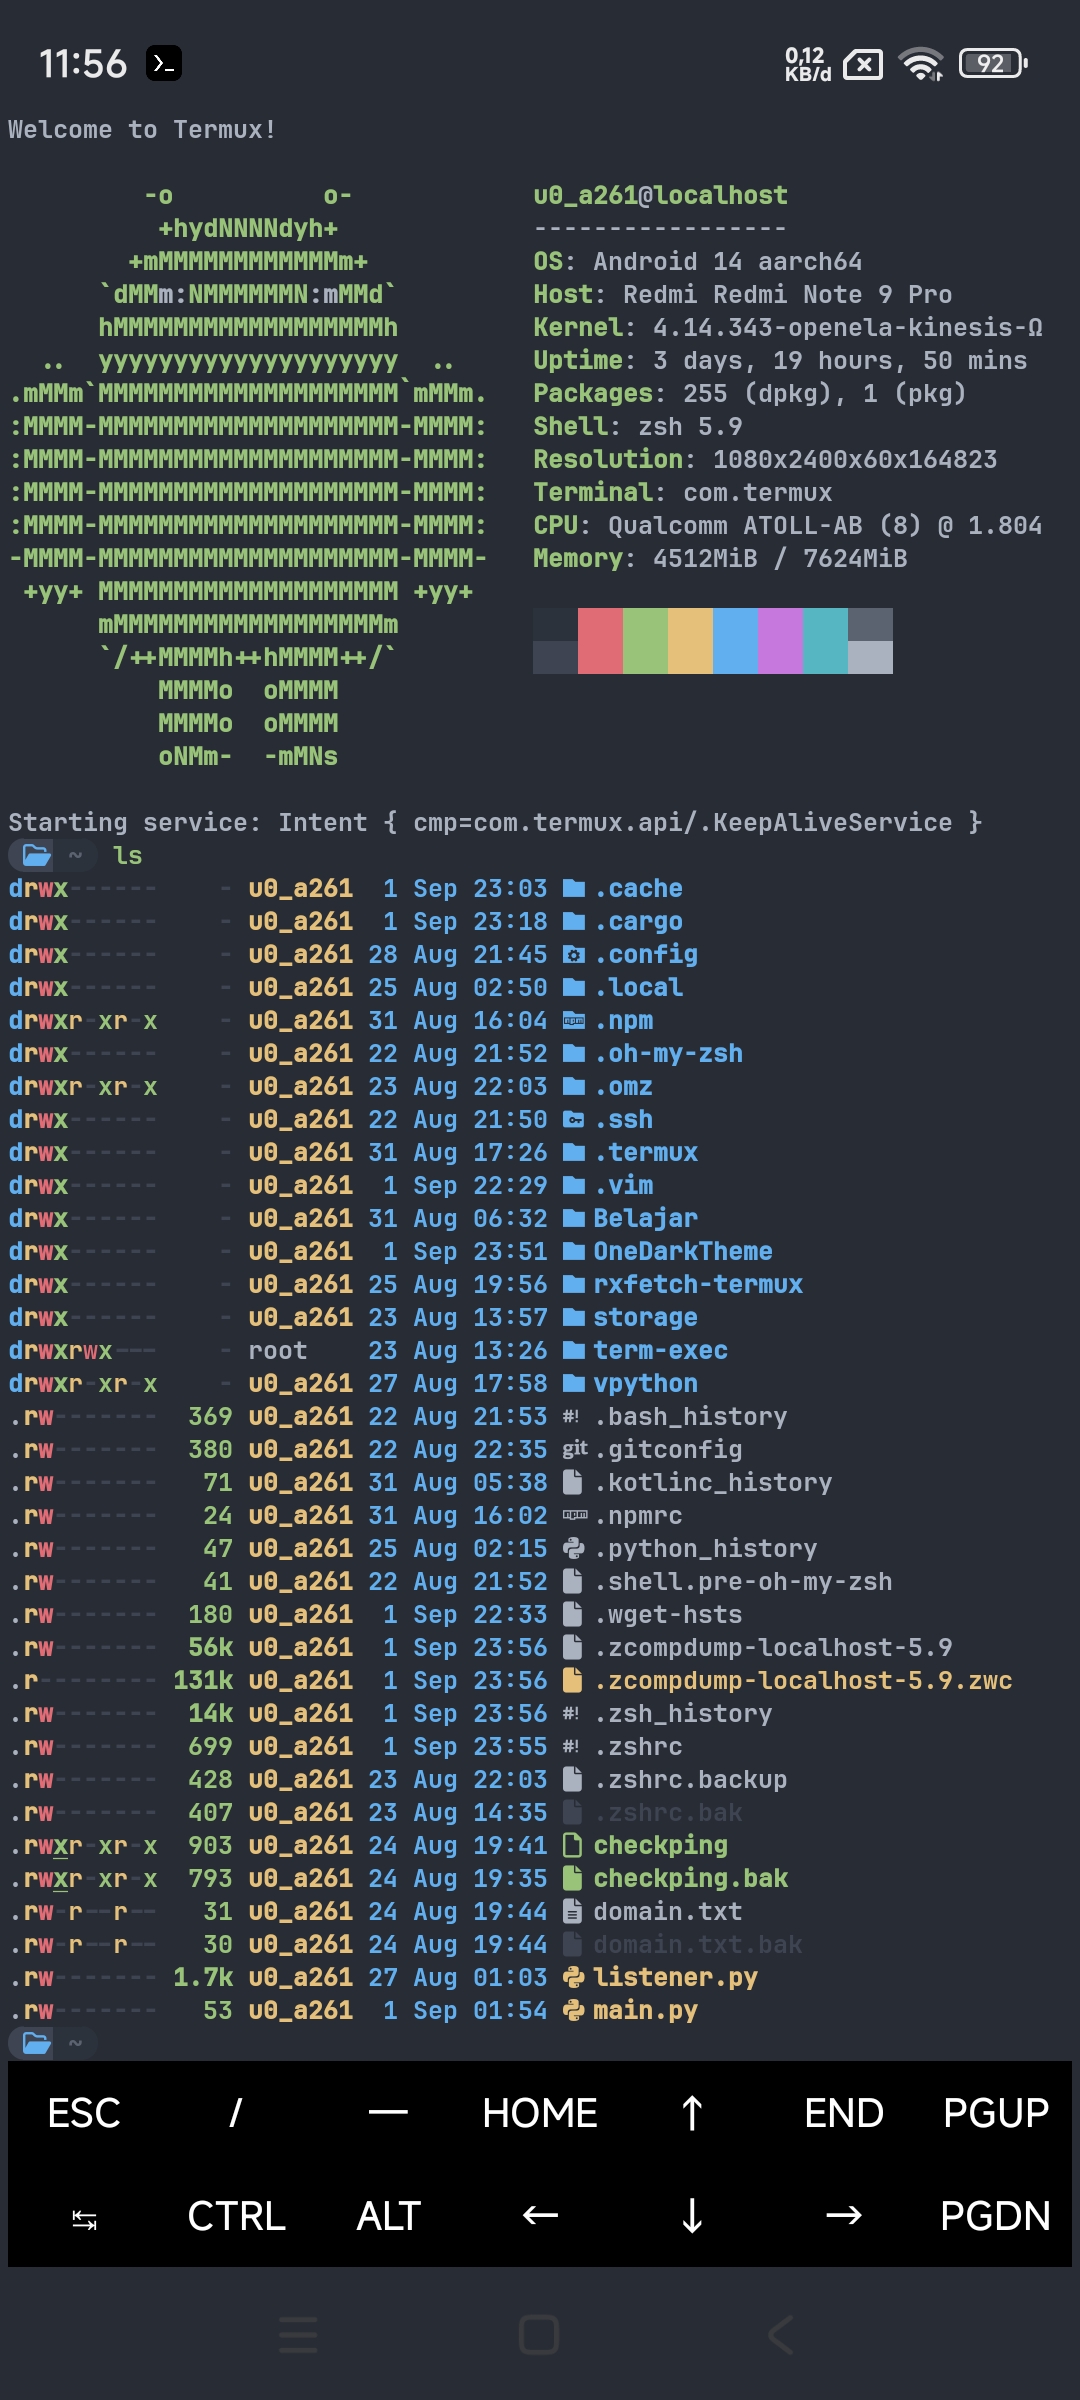 11:56 >_ 0,12 KB/d 92
Welcome to Termux!
-o          o-
+hydNNNNdyh+
+mMMMMMMMMMMMMm+
`dMMm:NMMMMMMN:mMMd`
hMMMMMMMMMMMMMMMMMMh
..  yyyyyyyyyyyyyyyyyyyy  ..
.mMMm`MMMMMMMMMMMMMMMMMMMM`mMMm.
:MMMM-MMMMMMMMMMMMMMMMMMMM-MMMM:
:MMMM-MMMMMMMMMMMMMMMMMMMM-MMMM:
:MMMM-MMMMMMMMMMMMMMMMMMMM-MMMM:
:MMMM-MMMMMMMMMMMMMMMMMMMM-MMMM:
-MMMM-MMMMMMMMMMMMMMMMMMMM-MMMM-
+yy+ MMMMMMMMMMMMMMMMMMMM +yy+
mMMMMMMMMMMMMMMMMMMm
`/++MMMMh++hMMMM++/`
MMMMo  oMMMM
MMMMo  oMMMM
oNMm-  -mMNs
u0_a261@localhost
-----------------
OS: Android 14 aarch64
Host: Redmi Redmi Note 9 Pro
Kernel: 4.14.343-openela-kinesis-Ω
Uptime: 3 days, 19 hours, 50 mins
Packages: 255 (dpkg), 1 (pkg)
Shell: zsh 5.9
Resolution: 1080x2400x60x164823
Terminal: com.termux
CPU: Qualcomm ATOLL-AB (8) @ 1.804
Memory: 4512MiB / 7624MiB
Starting service: Intent { cmp=com.termux.api/.KeepAliveService }
~ ls
drwx------ - u0_a261 1 Sep 23:03 .cache
drwx------ - u0_a261 1 Sep 23:18 .cargo
drwx------ - u0_a261 28 Aug 21:45 .config
drwx------ - u0_a261 25 Aug 02:50 .local
drwxr-xr-x - u0_a261 31 Aug 16:04 npm .npm
drwx------ - u0_a261 22 Aug 21:52 .oh-my-zsh
drwxr-xr-x - u0_a261 23 Aug 22:03 .omz
drwx------ - u0_a261 22 Aug 21:50 .ssh
drwx------ - u0_a261 31 Aug 17:26 .termux
drwx------ - u0_a261 1 Sep 22:29 .vim
drwx------ - u0_a261 31 Aug 06:32 Belajar
drwx------ - u0_a261 1 Sep 23:51 OneDarkTheme
drwx------ - u0_a261 25 Aug 19:56 rxfetch-termux
drwx------ - u0_a261 23 Aug 13:57 storage
drwxrwx--- - root 23 Aug 13:26 term-exec
drwxr-xr-x - u0_a261 27 Aug 17:58 vpython
.rw------- 369 u0_a261 22 Aug 21:53 #! .bash_history
.rw------- 380 u0_a261 22 Aug 22:35 git .gitconfig
.rw------- 71 u0_a261 31 Aug 05:38 .kotlinc_history
.rw------- 24 u0_a261 31 Aug 16:02 npm .npmrc
.rw------- 47 u0_a261 25 Aug 02:15 .python_history
.rw------- 41 u0_a261 22 Aug 21:52 .shell.pre-oh-my-zsh
.rw------- 180 u0_a261 1 Sep 22:33 .wget-hsts
.rw------- 56k u0_a261 1 Sep 23:56 .zcompdump-localhost-5.9
.r-------- 131k u0_a261 1 Sep 23:56 .zcompdump-localhost-5.9.zwc
.rw------- 14k u0_a261 1 Sep 23:56 #! .zsh_history
.rw------- 699 u0_a261 1 Sep 23:55 #! .zshrc
.rw------- 428 u0_a261 23 Aug 22:03 .zshrc.backup
.rw------- 407 u0_a261 23 Aug 14:35 .zshrc.bak
.rwxr-xr-x 903 u0_a261 24 Aug 19:41 checkping
.rwxr-xr-x 793 u0_a261 24 Aug 19:35 checkping.bak
.rw-r--r-- 31 u0_a261 24 Aug 19:44 domain.txt
.rw-r--r-- 30 u0_a261 24 Aug 19:44 domain.txt.bak
.rw------- 1.7k u0_a261 27 Aug 01:03 listener.py
.rw------- 53 u0_a261 1 Sep 01:54 main.py
~
ESC / — HOME ↑ END PGUP
↹ CTRL ALT ← ↓ → PGDN